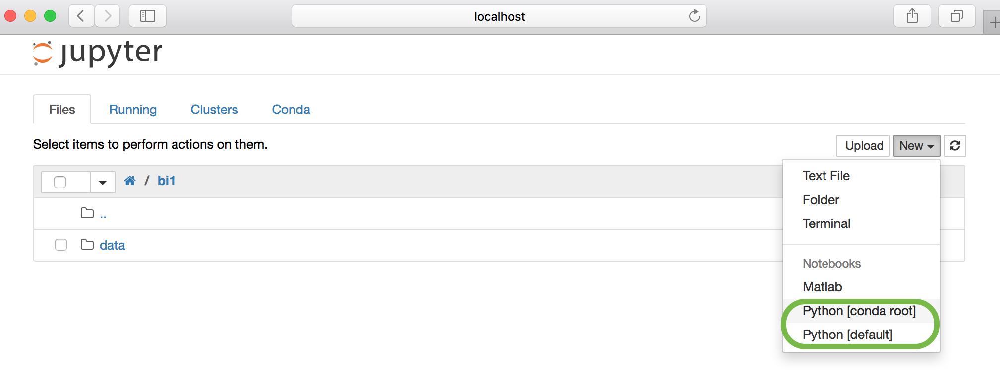 localhost
jupyter
Files Running Clusters Conda
Select items to perform actions on them.
Upload New
/ bi1
..
data
Text File
Folder
Terminal
Notebooks
Matlab
Python [conda root]
Python [default]